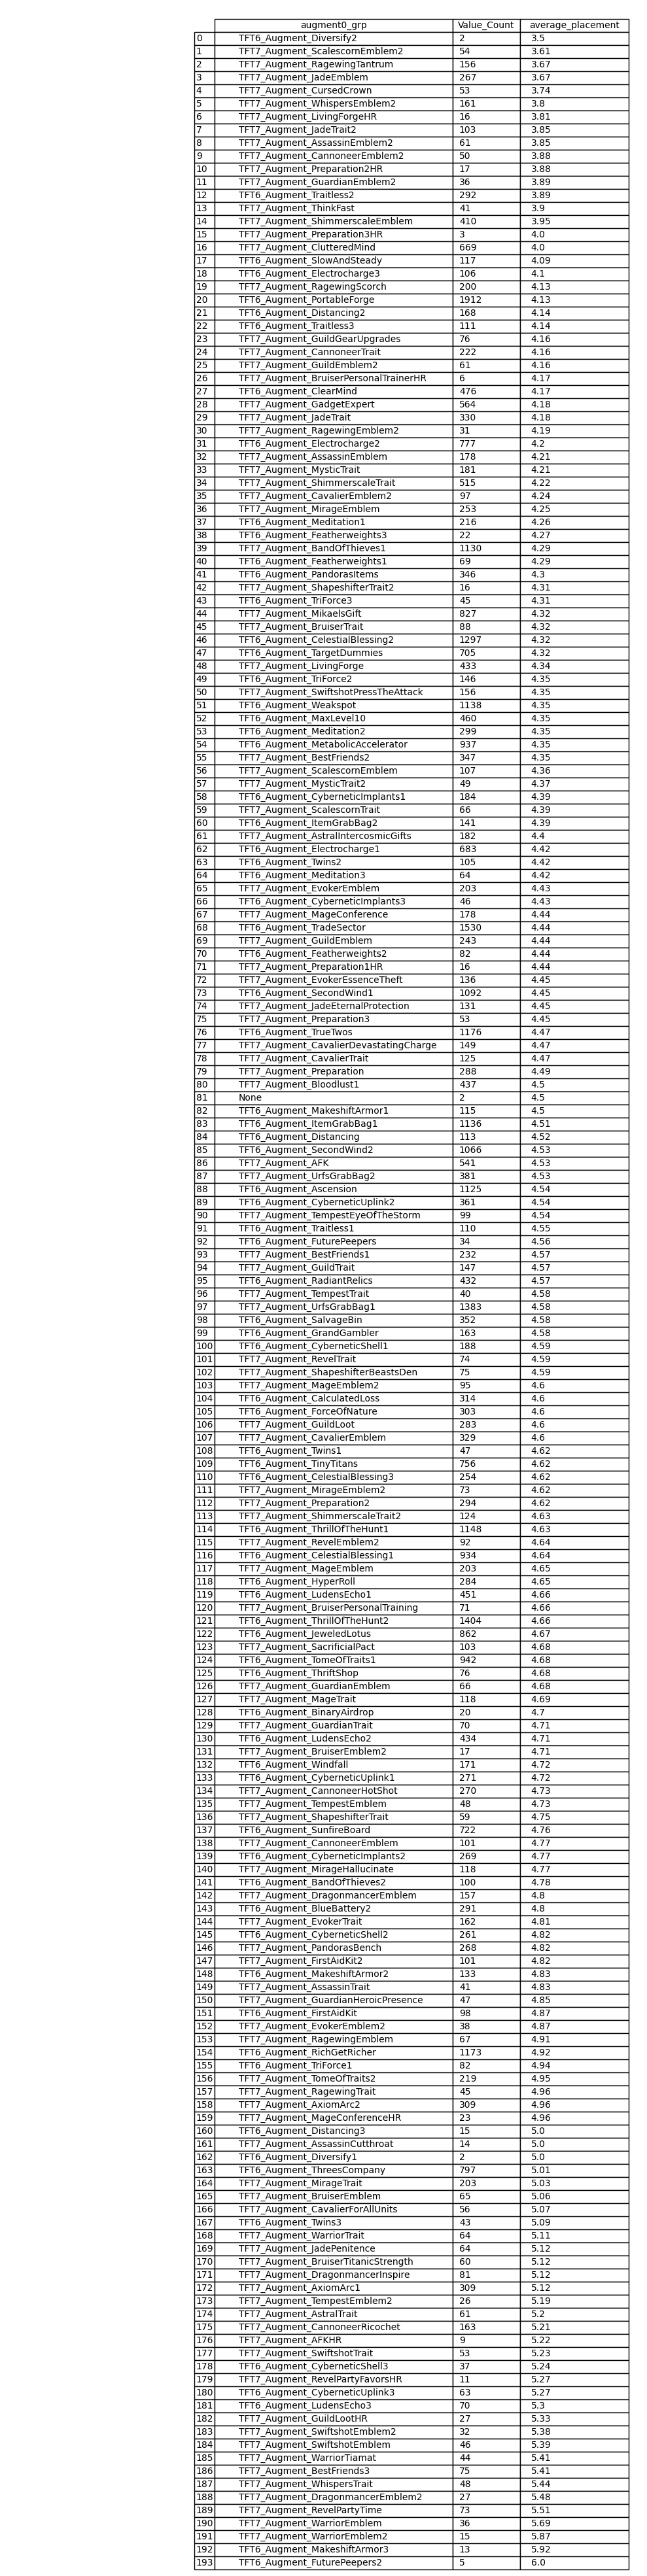 augment0_grp Value_Count average_placement
0 TFT6_Augment_Diversify2 2 3.5
1 TFT7_Augment_ScalescornEmblem2 54 3.61
2 TFT7_Augment_RagewingTantrum 156 3.67
3 TFT7_Augment_JadeEmblem 267 3.67
4 TFT7_Augment_CursedCrown 53 3.74
5 TFT7_Augment_WhispersEmblem2 161 3.8
6 TFT7_Augment_LivingForgeHR 16 3.81
7 TFT7_Augment_JadeTrait2 103 3.85
8 TFT7_Augment_AssassinEmblem2 61 3.85
9 TFT7_Augment_CannoneerEmblem2 50 3.88
10 TFT7_Augment_Preparation2HR 17 3.88
11 TFT7_Augment_GuardianEmblem2 36 3.89
12 TFT6_Augment_Traitless2 292 3.89
13 TFT7_Augment_ThinkFast 41 3.9
14 TFT7_Augment_ShimmerscaleEmblem 410 3.95
15 TFT7_Augment_Preparation3HR 3 4.0
16 TFT7_Augment_ClutteredMind 669 4.0
17 TFT6_Augment_SlowAndSteady 117 4.09
18 TFT6_Augment_Electrocharge3 106 4.1
19 TFT7_Augment_RagewingScorch 200 4.13
20 TFT6_Augment_PortableForge 1912 4.13
21 TFT6_Augment_Distancing2 168 4.14
22 TFT6_Augment_Traitless3 111 4.14
23 TFT7_Augment_GuildGearUpgrades 76 4.16
24 TFT7_Augment_CannoneerTrait 222 4.16
25 TFT7_Augment_GuildEmblem2 61 4.16
26 TFT7_Augment_BruiserPersonalTrainerHR 6 4.17
27 TFT6_Augment_ClearMind 476 4.17
28 TFT7_Augment_GadgetExpert 564 4.18
29 TFT7_Augment_JadeTrait 330 4.18
30 TFT7_Augment_RagewingEmblem2 31 4.19
31 TFT6_Augment_Electrocharge2 777 4.2
32 TFT7_Augment_AssassinEmblem 178 4.21
33 TFT7_Augment_MysticTrait 181 4.21
34 TFT7_Augment_ShimmerscaleTrait 515 4.22
35 TFT7_Augment_CavalierEmblem2 97 4.24
36 TFT7_Augment_MirageEmblem 253 4.25
37 TFT6_Augment_Meditation1 216 4.26
38 TFT6_Augment_Featherweights3 22 4.27
39 TFT7_Augment_BandOfThieves1 1130 4.29
40 TFT6_Augment_Featherweights1 69 4.29
41 TFT6_Augment_PandorasItems 346 4.3
42 TFT7_Augment_ShapeshifterTrait2 16 4.31
43 TFT6_Augment_TriForce3 45 4.31
44 TFT7_Augment_MikaelsGift 827 4.32
45 TFT7_Augment_BruiserTrait 88 4.32
46 TFT6_Augment_CelestialBlessing2 1297 4.32
47 TFT6_Augment_TargetDummies 705 4.32
48 TFT7_Augment_LivingForge 433 4.34
49 TFT6_Augment_TriForce2 146 4.35
50 TFT7_Augment_SwiftshotPressTheAttack 156 4.35
51 TFT6_Augment_Weakspot 1138 4.35
52 TFT7_Augment_MaxLevel10 460 4.35
53 TFT6_Augment_Meditation2 299 4.35
54 TFT6_Augment_MetabolicAccelerator 937 4.35
55 TFT7_Augment_BestFriends2 347 4.35
56 TFT7_Augment_ScalescornEmblem 107 4.36
57 TFT7_Augment_MysticTrait2 49 4.37
58 TFT6_Augment_CyberneticImplants1 184 4.39
59 TFT7_Augment_ScalescornTrait 66 4.39
60 TFT6_Augment_ItemGrabBag2 141 4.39
61 TFT7_Augment_AstralIntercosmicGifts 182 4.4
62 TFT6_Augment_Electrocharge1 683 4.42
63 TFT6_Augment_Twins2 105 4.42
64 TFT6_Augment_Meditation3 64 4.42
65 TFT7_Augment_EvokerEmblem 203 4.43
66 TFT6_Augment_CyberneticImplants3 46 4.43
67 TFT7_Augment_MageConference 178 4.44
68 TFT6_Augment_TradeSector 1530 4.44
69 TFT7_Augment_GuildEmblem 243 4.44
70 TFT6_Augment_Featherweights2 82 4.44
71 TFT7_Augment_Preparation1HR 16 4.44
72 TFT7_Augment_EvokerEssenceTheft 136 4.45
73 TFT6_Augment_SecondWind1 1092 4.45
74 TFT7_Augment_JadeEternalProtection 131 4.45
75 TFT7_Augment_Preparation3 53 4.45
76 TFT6_Augment_TrueTwos 1176 4.47
77 TFT7_Augment_CavalierDevastatingCharge 149 4.47
78 TFT7_Augment_CavalierTrait 125 4.47
79 TFT7_Augment_Preparation 288 4.49
80 TFT7_Augment_Bloodlust1 437 4.5
81 None 2 4.5
82 TFT6_Augment_MakeshiftArmor1 115 4.5
83 TFT6_Augment_ItemGrabBag1 1136 4.51
84 TFT6_Augment_Distancing 113 4.52
85 TFT6_Augment_SecondWind2 1066 4.53
86 TFT7_Augment_AFK 541 4.53
87 TFT7_Augment_UrfsGrabBag2 381 4.53
88 TFT6_Augment_Ascension 1125 4.54
89 TFT6_Augment_CyberneticUplink2 361 4.54
90 TFT7_Augment_TempestEyeOfTheStorm 99 4.54
91 TFT6_Augment_Traitless1 110 4.55
92 TFT6_Augment_FuturePeepers 34 4.56
93 TFT7_Augment_BestFriends1 232 4.57
94 TFT7_Augment_GuildTrait 147 4.57
95 TFT6_Augment_RadiantRelics 432 4.57
96 TFT7_Augment_TempestTrait 40 4.58
97 TFT7_Augment_UrfsGrabBag1 1383 4.58
98 TFT6_Augment_SalvageBin 352 4.58
99 TFT6_Augment_GrandGambler 163 4.58
100 TFT6_Augment_CyberneticShell1 188 4.59
101 TFT7_Augment_RevelTrait 74 4.59
102 TFT7_Augment_ShapeshifterBeastsDen 75 4.59
103 TFT7_Augment_MageEmblem2 95 4.6
104 TFT6_Augment_CalculatedLoss 314 4.6
105 TFT6_Augment_ForceOfNature 303 4.6
106 TFT7_Augment_GuildLoot 283 4.6
107 TFT7_Augment_CavalierEmblem 329 4.6
108 TFT6_Augment_Twins1 47 4.62
109 TFT6_Augment_TinyTitans 756 4.62
110 TFT6_Augment_CelestialBlessing3 254 4.62
111 TFT7_Augment_MirageEmblem2 73 4.62
112 TFT7_Augment_Preparation2 294 4.62
113 TFT7_Augment_ShimmerscaleTrait2 124 4.63
114 TFT6_Augment_ThrillOfTheHunt1 1148 4.63
115 TFT7_Augment_RevelEmblem2 92 4.64
116 TFT6_Augment_CelestialBlessing1 934 4.64
117 TFT7_Augment_MageEmblem 203 4.65
118 TFT6_Augment_HyperRoll 284 4.65
119 TFT6_Augment_LudensEcho1 451 4.66
120 TFT7_Augment_BruiserPersonalTraining 71 4.66
121 TFT6_Augment_ThrillOfTheHunt2 1404 4.66
122 TFT6_Augment_JeweledLotus 862 4.67
123 TFT7_Augment_SacrificialPact 103 4.68
124 TFT6_Augment_TomeOfTraits1 942 4.68
125 TFT6_Augment_ThriftShop 76 4.68
126 TFT7_Augment_GuardianEmblem 66 4.68
127 TFT7_Augment_MageTrait 118 4.69
128 TFT6_Augment_BinaryAirdrop 20 4.7
129 TFT7_Augment_GuardianTrait 70 4.71
130 TFT6_Augment_LudensEcho2 434 4.71
131 TFT7_Augment_BruiserEmblem2 17 4.71
132 TFT6_Augment_Windfall 171 4.72
133 TFT6_Augment_CyberneticUplink1 271 4.72
134 TFT7_Augment_CannoneerHotShot 270 4.73
135 TFT7_Augment_TempestEmblem 48 4.73
136 TFT7_Augment_ShapeshifterTrait 59 4.75
137 TFT6_Augment_SunfireBoard 722 4.76
138 TFT7_Augment_CannoneerEmblem 101 4.77
139 TFT6_Augment_CyberneticImplants2 269 4.77
140 TFT7_Augment_MirageHallucinate 118 4.77
141 TFT6_Augment_BandOfThieves2 100 4.78
142 TFT7_Augment_DragonmancerEmblem 157 4.8
143 TFT6_Augment_BlueBattery2 291 4.8
144 TFT7_Augment_EvokerTrait 162 4.81
145 TFT6_Augment_CyberneticShell2 261 4.82
146 TFT6_Augment_PandorasBench 268 4.82
147 TFT7_Augment_FirstAidKit2 101 4.82
148 TFT6_Augment_MakeshiftArmor2 133 4.83
149 TFT7_Augment_AssassinTrait 41 4.83
150 TFT7_Augment_GuardianHeroicPresence 47 4.85
151 TFT6_Augment_FirstAidKit 98 4.87
152 TFT7_Augment_EvokerEmblem2 38 4.87
153 TFT7_Augment_RagewingEmblem 67 4.91
154 TFT7_Augment_RichGetRicher 1173 4.92
155 TFT6_Augment_TriForce1 82 4.94
156 TFT7_Augment_TomeOfTraits2 219 4.95
157 TFT7_Augment_RagewingTrait 45 4.96
158 TFT7_Augment_AxiomArc2 309 4.96
159 TFT7_Augment_MageConferenceHR 23 4.96
160 TFT6_Augment_Distancing3 15 5.0
161 TFT7_Augment_AssassinCutthroat 14 5.0
162 TFT6_Augment_Diversify1 2 5.0
163 TFT6_Augment_ThreesCompany 797 5.01
164 TFT7_Augment_MirageTrait 203 5.03
165 TFT7_Augment_BruiserEmblem 65 5.06
166 TFT7_Augment_CavalierForAllUnits 56 5.07
167 TFT6_Augment_Twins3 43 5.09
168 TFT7_Augment_WarriorTrait 64 5.11
169 TFT7_Augment_JadePenitence 64 5.12
170 TFT7_Augment_BruiserTitanicStrength 60 5.12
171 TFT7_Augment_DragonmancerInspire 81 5.12
172 TFT7_Augment_AxiomArc1 309 5.12
173 TFT7_Augment_TempestEmblem2 26 5.19
174 TFT7_Augment_AstralTrait 61 5.2
175 TFT7_Augment_CannoneerRicochet 163 5.21
176 TFT7_Augment_AFKHR 9 5.22
177 TFT7_Augment_SwiftshotTrait 53 5.23
178 TFT6_Augment_CyberneticShell3 37 5.24
179 TFT7_Augment_RevelPartyFavorsHR 11 5.27
180 TFT6_Augment_CyberneticUplink3 63 5.27
181 TFT6_Augment_LudensEcho3 70 5.3
182 TFT7_Augment_GuildLootHR 27 5.33
183 TFT7_Augment_SwiftshotEmblem2 32 5.38
184 TFT7_Augment_SwiftshotEmblem 46 5.39
185 TFT7_Augment_WarriorTiamat 44 5.41
186 TFT7_Augment_BestFriends3 75 5.41
187 TFT7_Augment_WhispersTrait 48 5.44
188 TFT7_Augment_DragonmancerEmblem2 27 5.48
189 TFT7_Augment_RevelPartyTime 73 5.51
190 TFT7_Augment_WarriorEmblem 36 5.69
191 TFT7_Augment_WarriorEmblem2 15 5.87
192 TFT6_Augment_MakeshiftArmor3 13 5.92
193 TFT6_Augment_FuturePeepers2 5 6.0